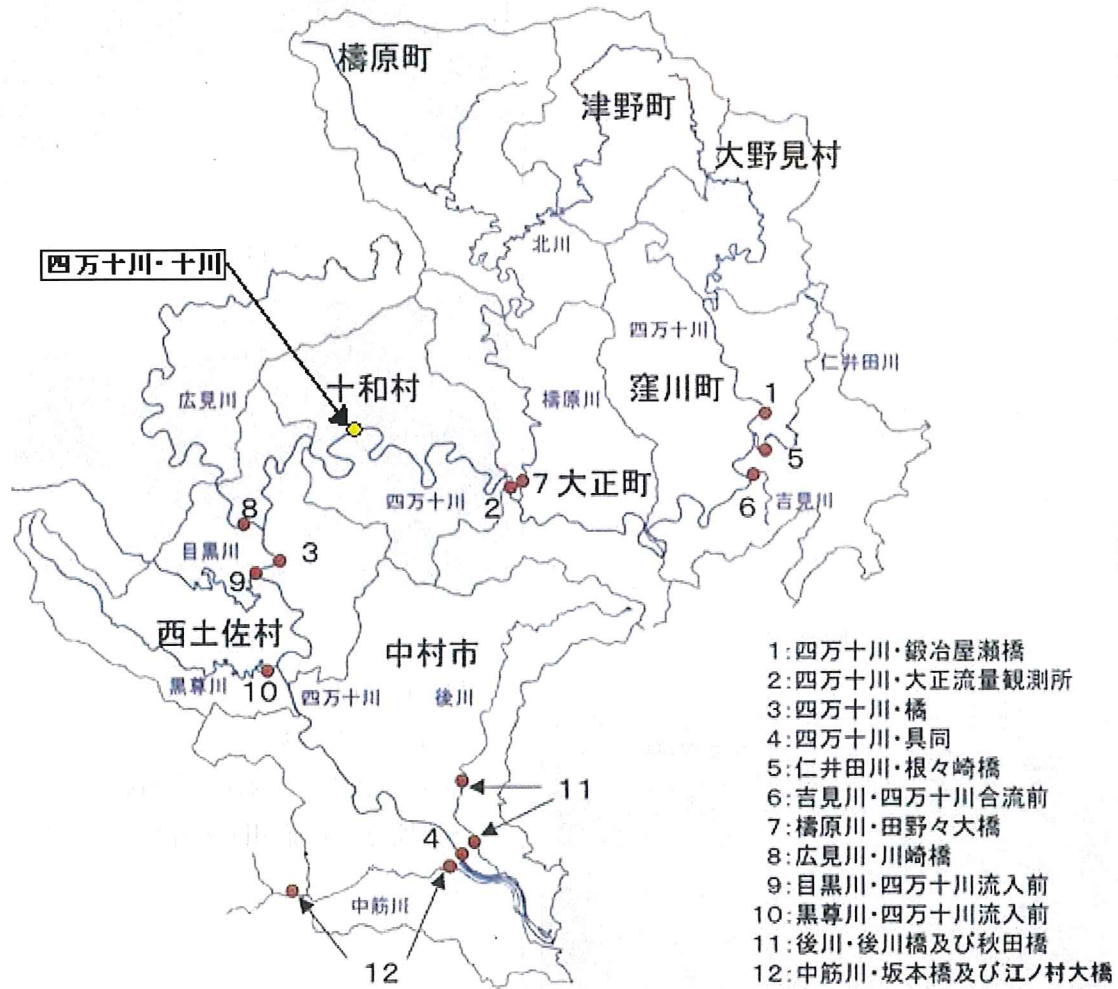 檮原町
津野町
大野見村
北川
四万十川・十川
四万十川
仁井田川
十和村
広見川
檮原川
窪川町
1
5
7
大正町
2
四万十川
6
吉見川
8
目黒川
3
9
西土佐村
中村市
黒尊川
10
四万十川
後川
11
4
中筋川
12
1:四万十川・鍛冶屋瀬橋
2:四万十川・大正流量観測所
3:四万十川・橘
4:四万十川・具同
5:仁井田川・根々崎橋
6:吉見川・四万十川合流前
7:檮原川・田野々大橋
8:広見川・川崎橋
9:目黒川・四万十川流入前
10:黒尊川・四万十川流入前
11:後川・後川橋及び秋田橋
12:中筋川・坂本橋及び江ノ村大橋